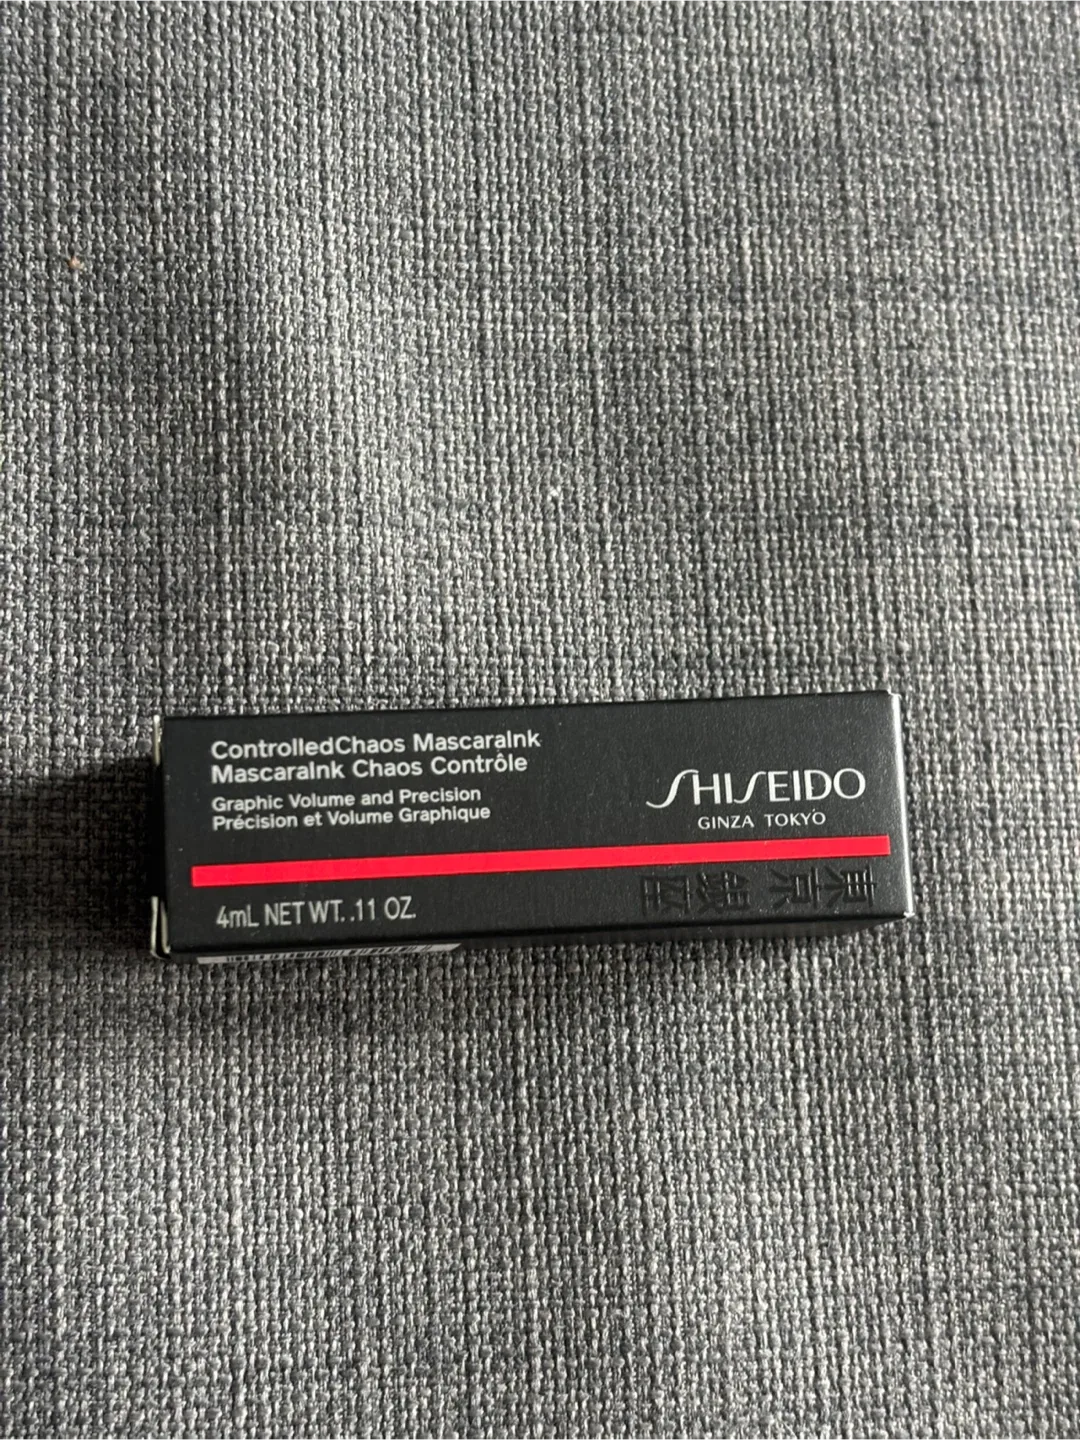 ControlledChaos MascaraInk
MascaraInk Chaos Contrôle
Graphic Volume and Precision
Précision et Volume Graphique
SHISEIDO
GINZA TOKYO
4mL NET WT. .11 OZ.
東京銀座